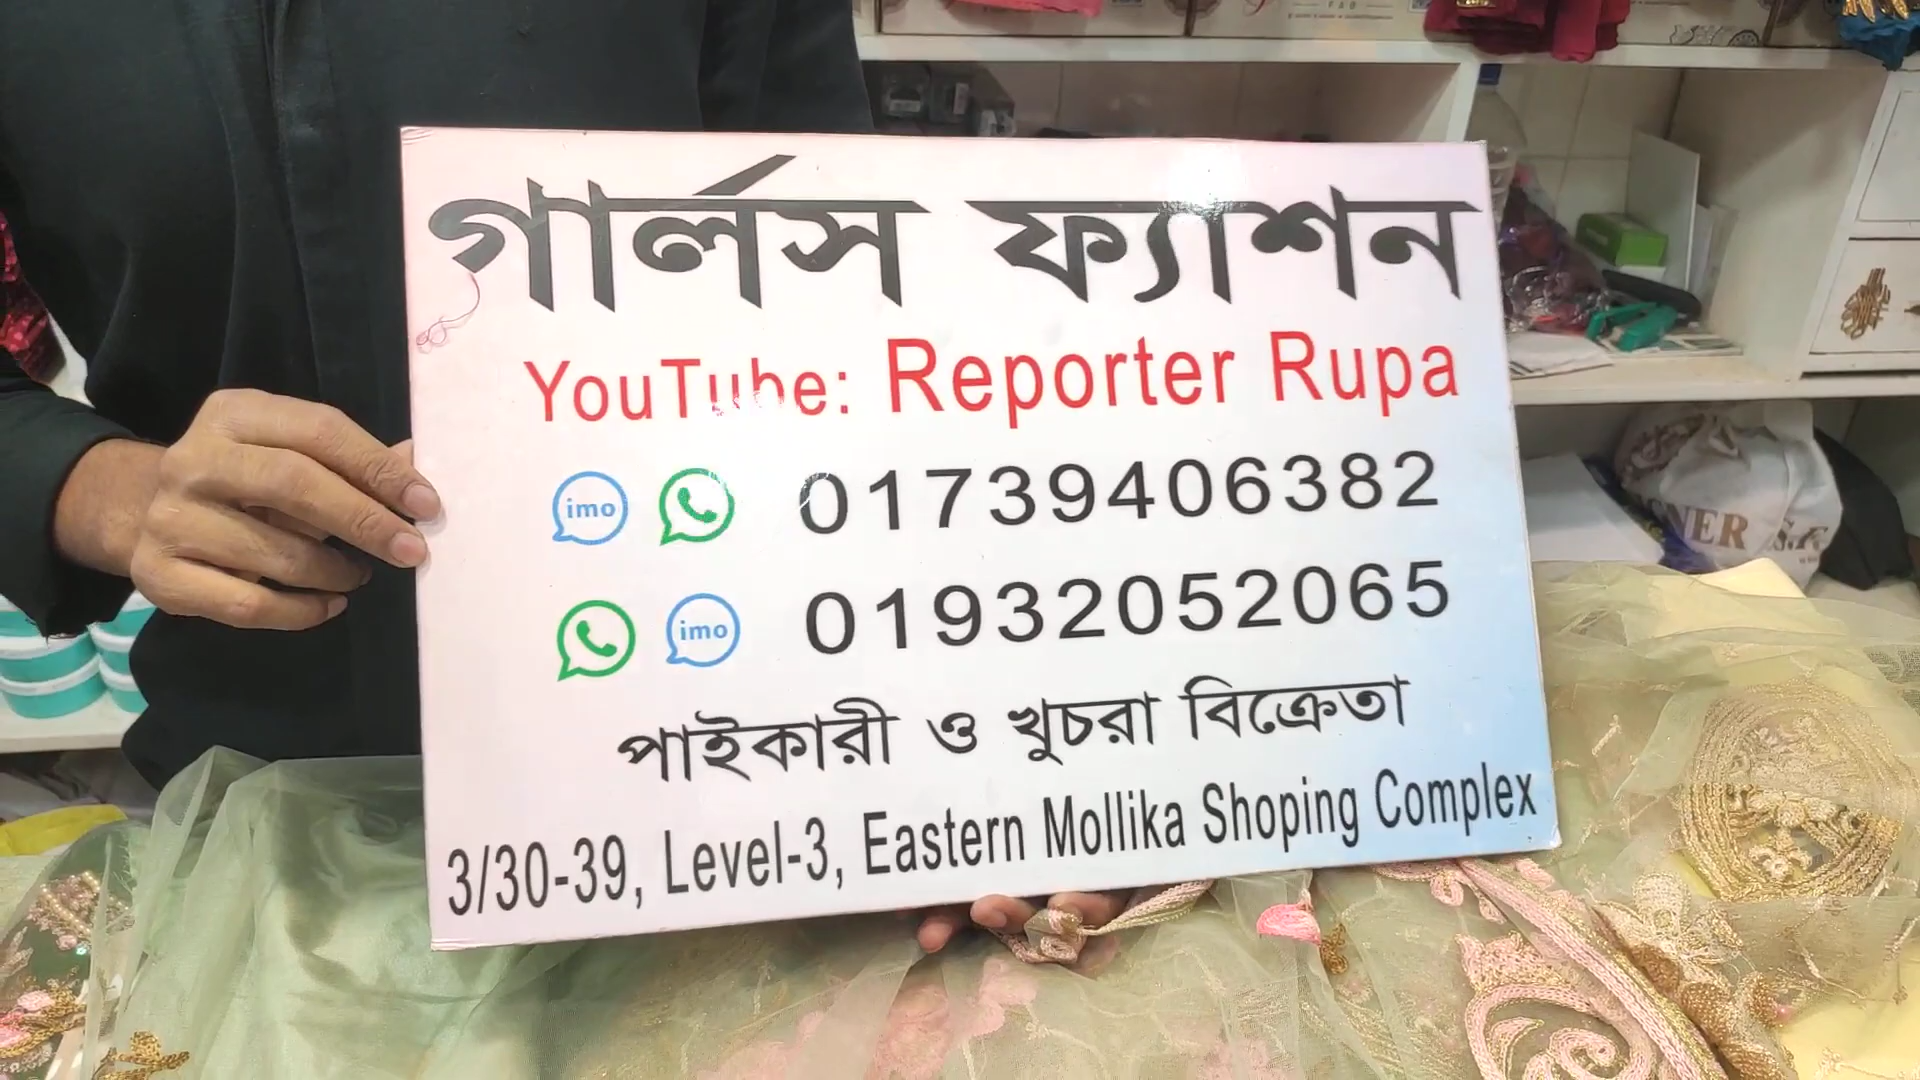 গার্লস ফ্যাশন
YouTube: Reporter Rupa
imo 01739406382
imo 01932052065
পাইকারী ও খুচরা বিক্রেতা
3/30-39, Level-3, Eastern Mollika Shoping Complex